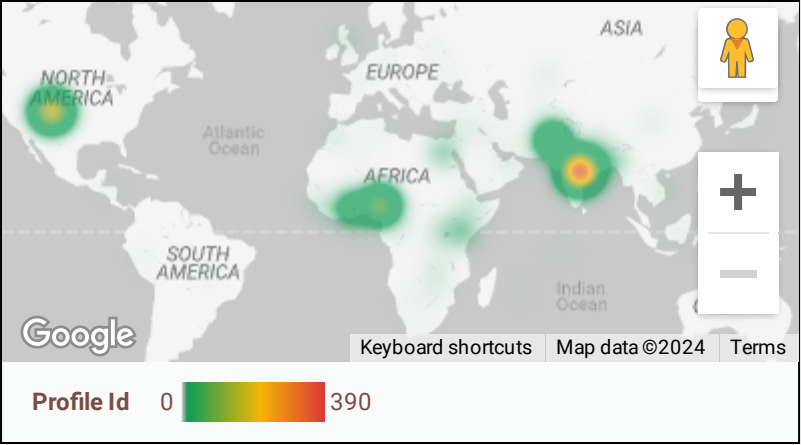 ASIA
NORTH
AMERICA
EUROPE
Atlantic
Ocean
AFRICA
SOUTH
AMERICA
Indian
Ocean
Google
Keyboard shortcuts
Map data ©2024
Terms
Profile Id 0 390